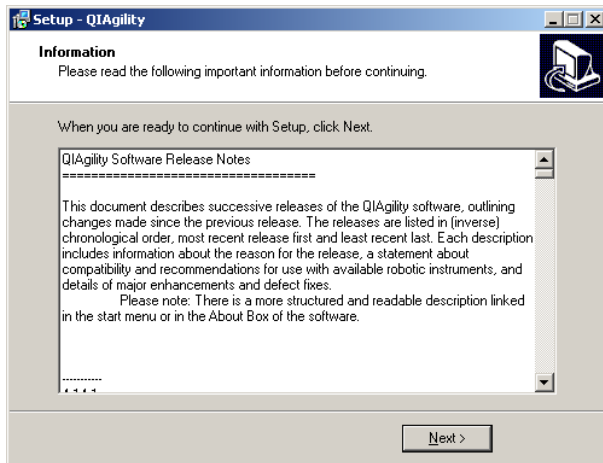 Setup - QIAgility
Information
Please read the following important information before continuing.
When you are ready to continue with Setup, click Next.
QIAgility Software Release Notes
===================================
This document describes successive releases of the QIAgility software, outlining
changes made since the previous release. The releases are listed in (inverse)
chronological order, most recent release first and least recent last. Each description
includes information about the reason for the release, a statement about
compatibility and recommendations for use with available robotic instruments, and
details of major enhancements and defect fixes.
Please note: There is a more structured and readable description linked
in the start menu or in the About Box of the software.
----------
Next >